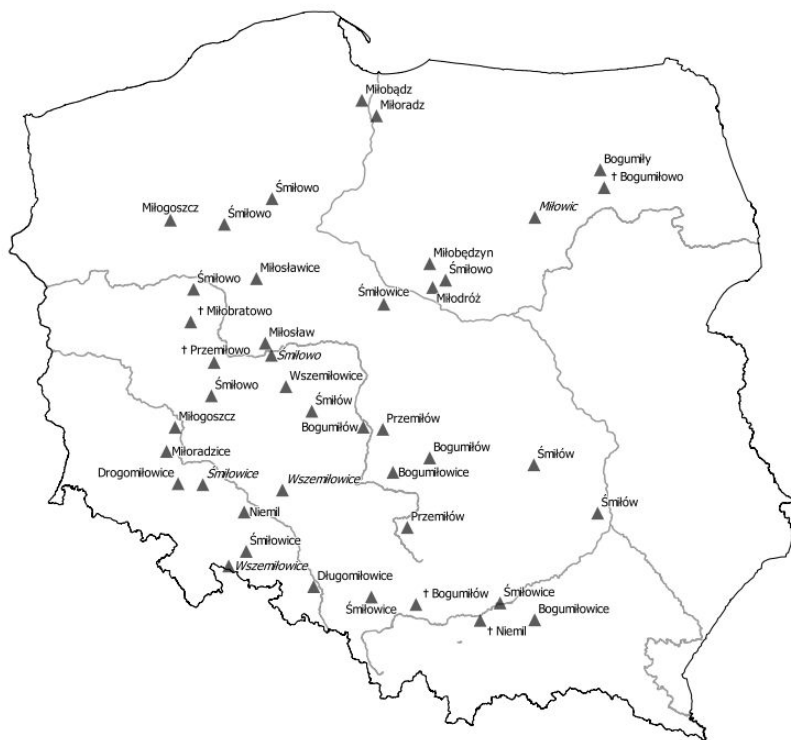 Miłobądz
Miłoradz
Bogumiły
† Bogumiłowo
Śmiłowo
Miłogoszcz
Śmiłowo
Miłowic
Miłobędzyn
Śmiłowo
Miłosławice
Śmiłowo
Miłodróż
Śmiłowice
† Miłobratowo
Miłosław
Śmiłowo
† Przemiłowo
Wszemiłowice
Śmiłowo
Śmiłów
Miłogoszcz
Bogumiłów
Przemiłów
Miłoradzice
Bogumiłów
Śmiłów
Drogomiłowice
Śmiłowice
Bogumiłowice
Wszemiłowice
Niemil
Śmiłów
Przemiłów
Śmiłowice
Wszemiłowice
Długomiłowice
Śmiłowice
† Bogumiłów
Śmiłowice
Bogumiłowice
† Niemil